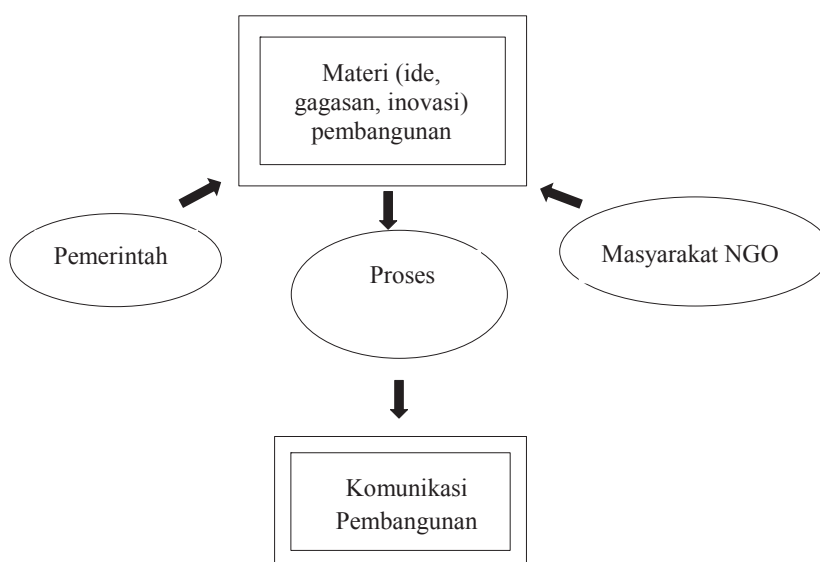 Materi (ide,
gagasan, inovasi)
pembangunan
Pemerintah
Proses
Masyarakat NGO
Komunikasi
Pembangunan